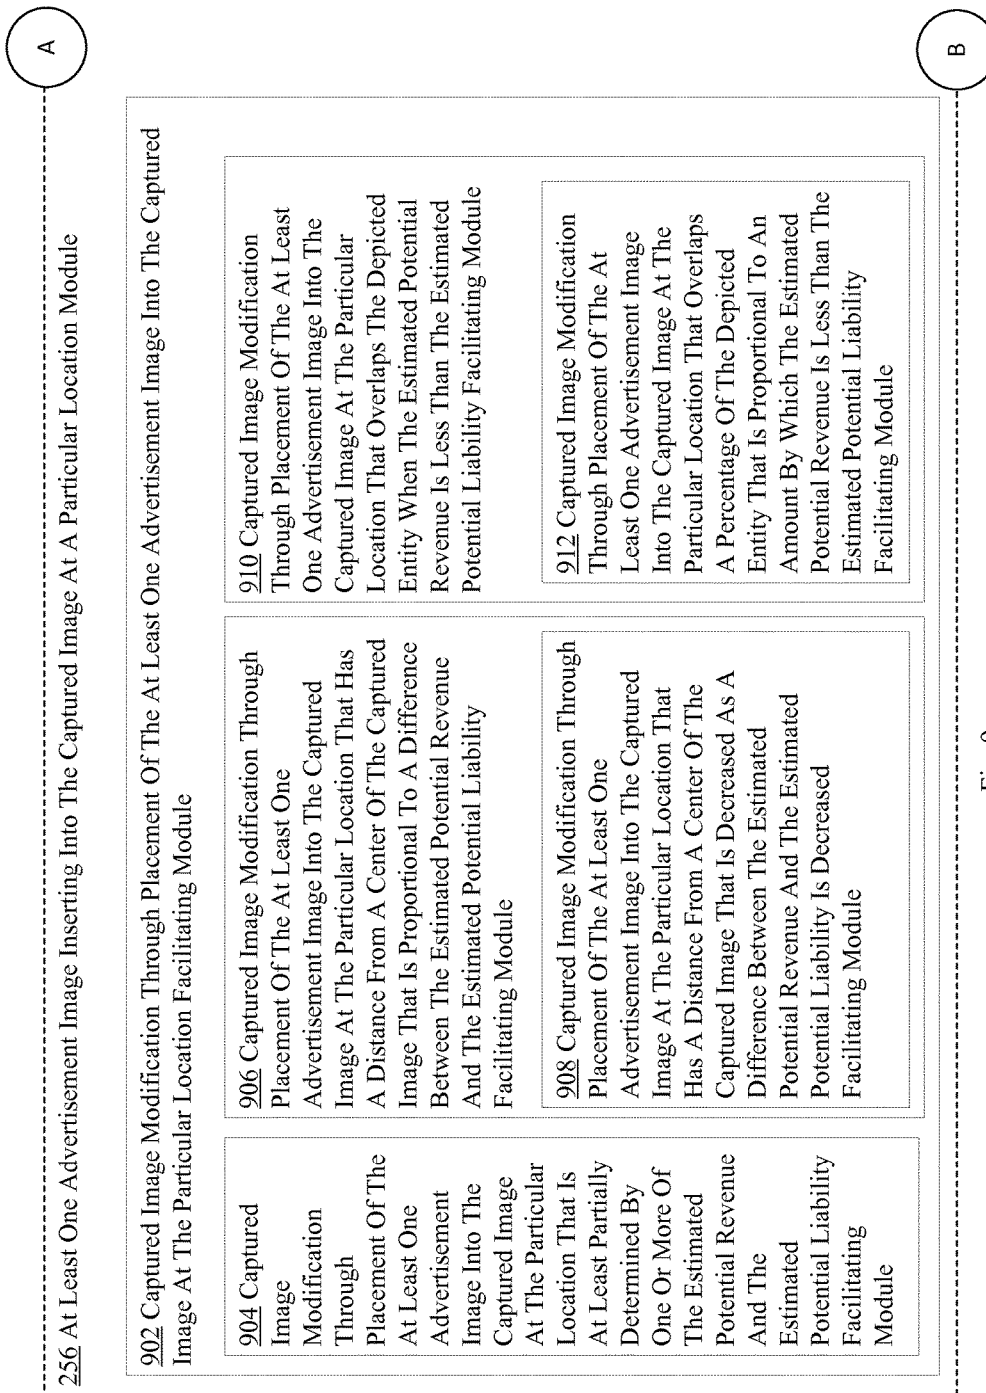 A
256 At Least One Advertisement Image Inserting Into The Captured Image At A Particular Location Module
902 Captured Image Modification Through Placement Of The At Least One Advertisement Image Into The Captured
Image At The Particular Location Facilitating Module
904 Captured
Image
Modification
Through
Placement Of The
At Least One
Advertisement
Image Into The
Captured Image
At The Particular
Location That Is
At Least Partially
Determined By
One Or More Of
The Estimated
Potential Revenue
And The
Estimated
Potential Liability
Facilitating
Module
906 Captured Image Modification Through
Placement Of The At Least One
Advertisement Image Into The Captured
Image At The Particular Location That Has
A Distance From A Center Of The Captured
Image That Is Proportional To A Difference
Between The Estimated Potential Revenue
And The Estimated Potential Liability
Facilitating Module
908 Captured Image Modification Through
Placement Of The At Least One
Advertisement Image Into The Captured
Image At The Particular Location That
Has A Distance From A Center Of The
Captured Image That Is Decreased As A
Difference Between The Estimated
Potential Revenue And The Estimated
Potential Liability Is Decreased
Facilitating Module
910 Captured Image Modification
Through Placement Of The At Least
One Advertisement Image Into The
Captured Image At The Particular
Location That Overlaps The Depicted
Entity When The Estimated Potential
Revenue Is Less Than The Estimated
Potential Liability Facilitating Module
912 Captured Image Modification
Through Placement Of The At
Least One Advertisement Image
Into The Captured Image At The
Particular Location That Overlaps
A Percentage Of The Depicted
Entity That Is Proportional To An
Amount By Which The Estimated
Potential Revenue Is Less Than The
Estimated Potential Liability
Facilitating Module
B